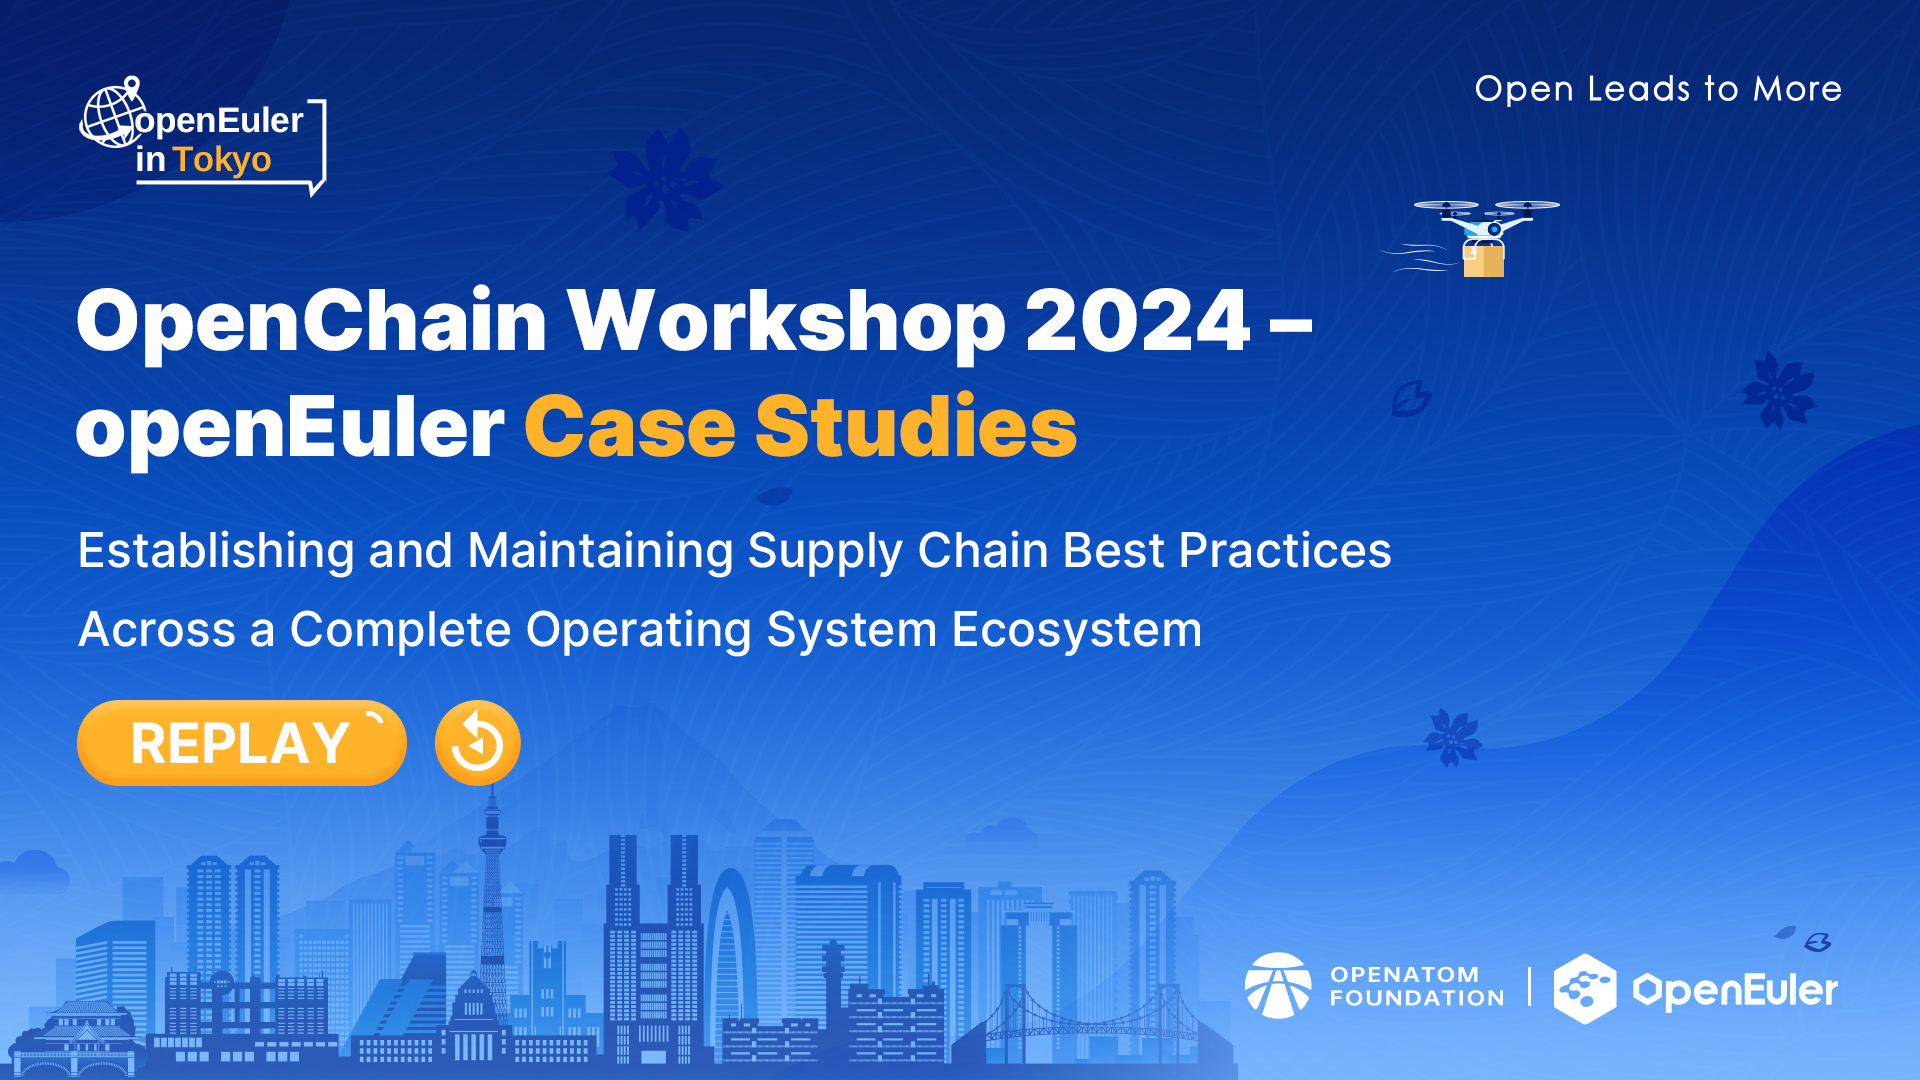 openEuler
in Tokyo
Open Leads to More
OpenChain Workshop 2024 –
openEuler Case Studies
Establishing and Maintaining Supply Chain Best Practices
Across a Complete Operating System Ecosystem
REPLAY
OPENATOM
FOUNDATION
openEuler